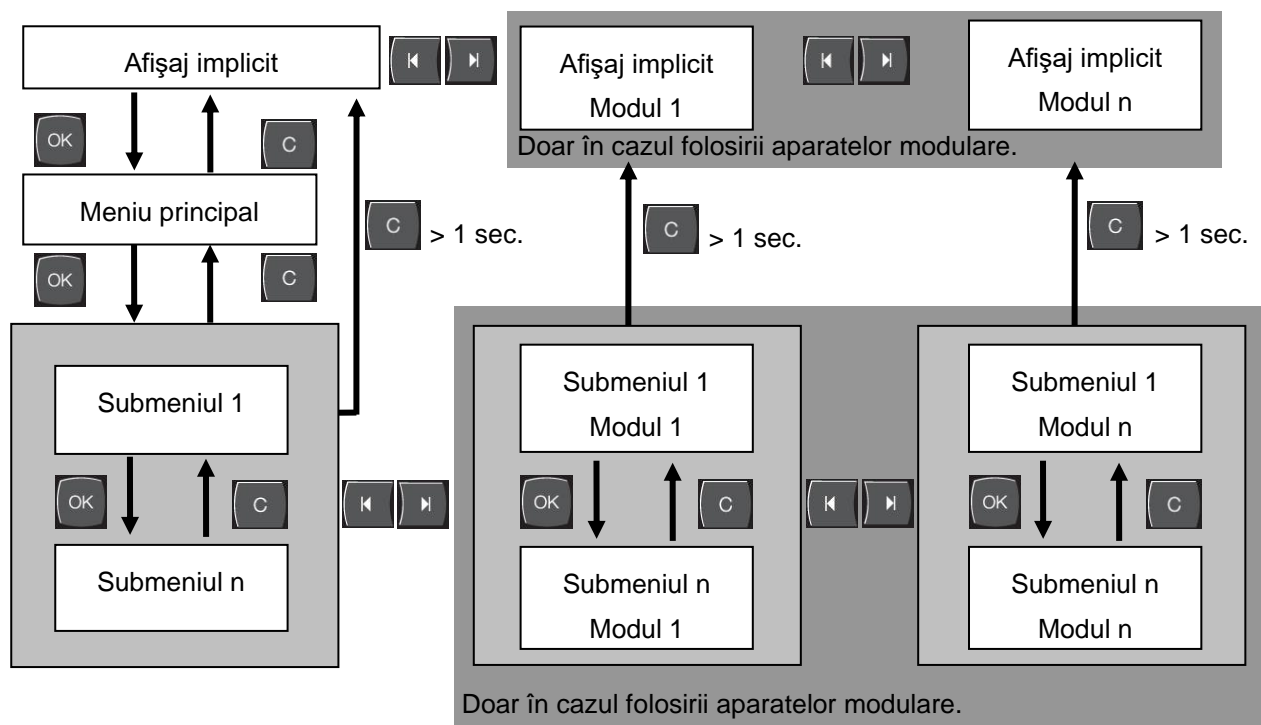 Afişaj implicit
Afişaj implicit
Modul 1
Afişaj implicit
Modul n
Doar în cazul folosirii aparatelor modulare.
OK
C
Meniu principal
C
> 1 sec.
C
> 1 sec.
C
> 1 sec.
OK
C
Submeniul 1
Submeniul 1
Modul 1
Submeniul 1
Modul n
OK
C
OK
C
OK
C
Submeniul n
Submeniul n
Modul 1
Submeniul n
Modul n
Doar în cazul folosirii aparatelor modulare.